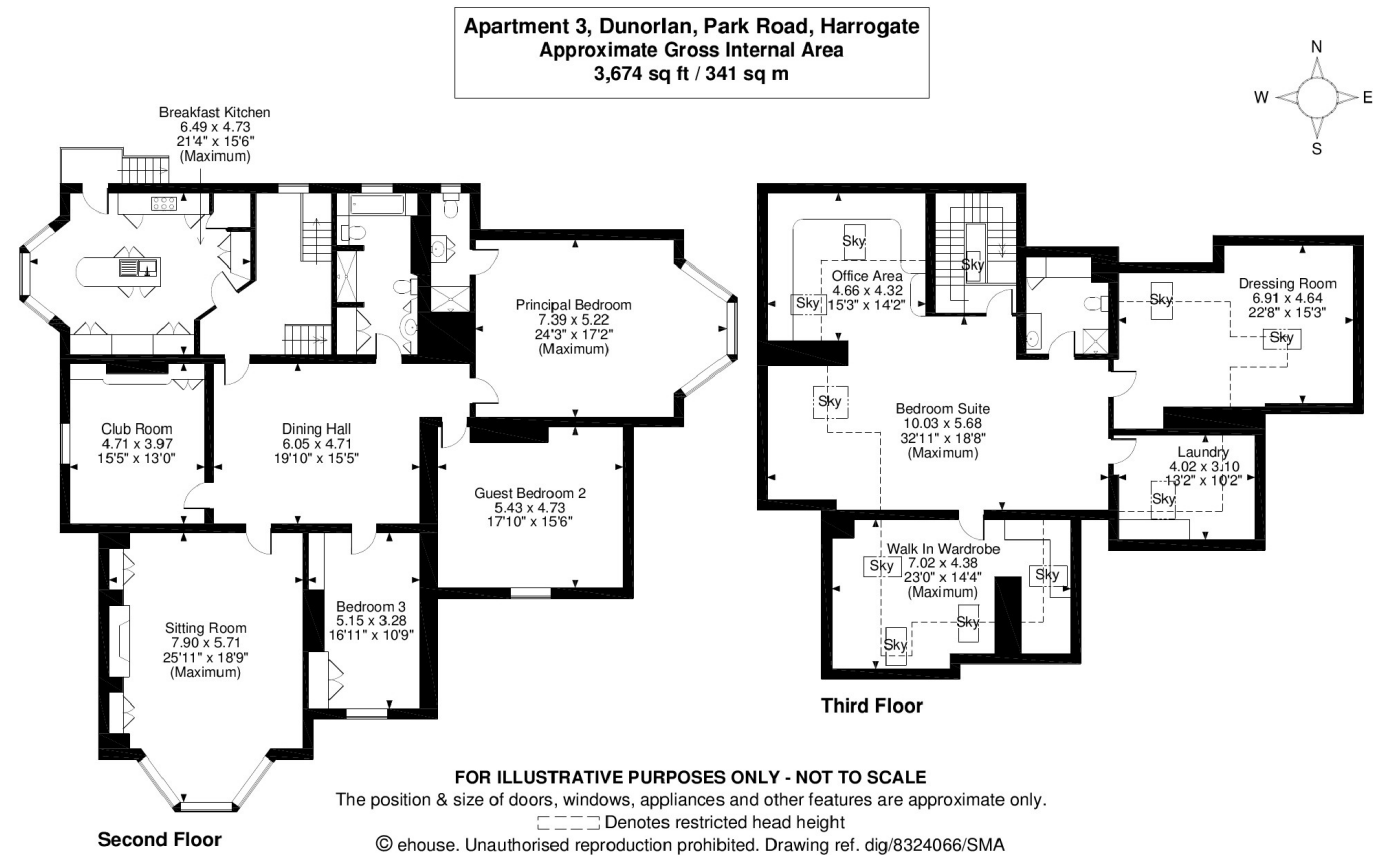 Apartment 3, Dunorlan, Park Road, Harrogate
Approximate Gross Internal Area
3,674 sq ft / 341 sq m
N
W
E
S
Breakfast Kitchen
6.49 x 4.73
21'4" x 15'6"
(Maximum)
Principal Bedroom
7.39 x 5.22
24'3" x 17'2"
(Maximum)
Club Room
4.71 x 3.97
15'5" x 13'0"
Dining Hall
6.05 x 4.71
19'10" x 15'5"
Guest Bedroom 2
5.43 x 4.73
17'10" x 15'6"
Sitting Room
7.90 x 5.71
25'11" x 18'9"
(Maximum)
Bedroom 3
5.15 x 3.28
16'11" x 10'9"
Second Floor
Sky
Office Area
4.66 x 4.32
15'3" x 14'2"
Sky
Sky
Sky
Dressing Room
6.91 x 4.64
22'8" x 15'3"
Sky
Sky
Bedroom Suite
10.03 x 5.68
32'11" x 18'8"
(Maximum)
Laundry
4.02 x 3.10
13'2" x 10'2"
Sky
Walk In Wardrobe
7.02 x 4.38
23'0" x 14'4"
(Maximum)
Sky
Sky
Sky
Sky
Third Floor
FOR ILLUSTRATIVE PURPOSES ONLY - NOT TO SCALE
The position & size of doors, windows, appliances and other features are approximate only.
Denotes restricted head height
© ehouse. Unauthorised reproduction prohibited. Drawing ref. dig/8324066/SMA